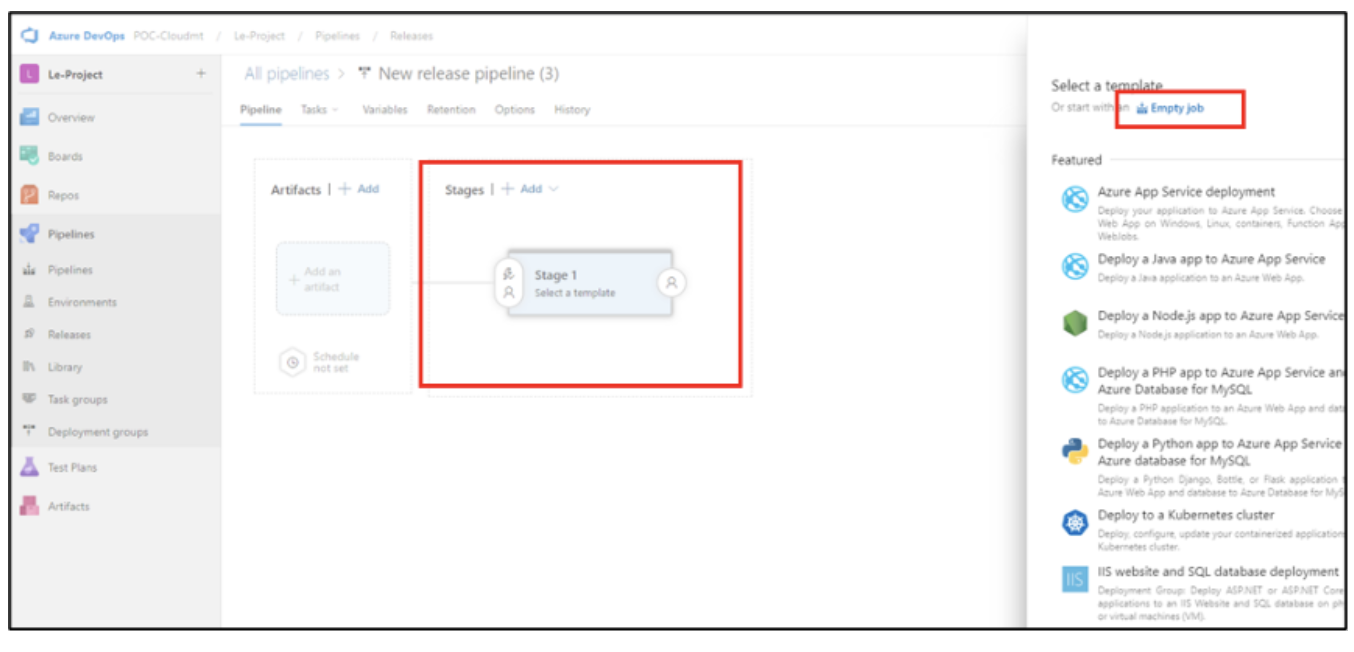 Azure DevOps POC-Cloudmt / Le-Project / Pipelines / Releases
L Le-Project +
Overview
Boards
Repos
Pipelines
Pipelines
Environments
Releases
Library
Task groups
Deployment groups
Test Plans
Artifacts
All pipelines > New release pipeline (3)
Pipeline Tasks Variables Retention Options History
Artifacts | + Add
+ Add an
artifact
Schedule
not set
Stages | + Add
Stage 1
Select a template
Select a template
Or start with an Empty job
Featured
Azure App Service deployment
Deploy your application to Azure App Service. Choose
Web App on Windows, Linux, containers, Function App
WebJobs.
Deploy a Java app to Azure App Service
Deploy a Java application to an Azure Web App.
Deploy a Node.js app to Azure App Service
Deploy a Node.js application to an Azure Web App.
Deploy a PHP app to Azure App Service and
Azure Database for MySQL
Deploy a PHP application to an Azure Web App and
to Azure Database for MySQL.
Deploy a Python app to Azure App Service
Azure database for MySQL
Deploy a Python Django, Bottle, or Flask application
Azure Web App and database to Azure Database for
Deploy to a Kubernetes cluster
Deploy, configure, update your containerized
Kubernetes cluster.
IIS
IIS website and SQL database deployment
Deployment Group: Deploy ASP.NET or ASP.NET Core
applications to an IIS Website and SQL database on
or virtual machines (VM).